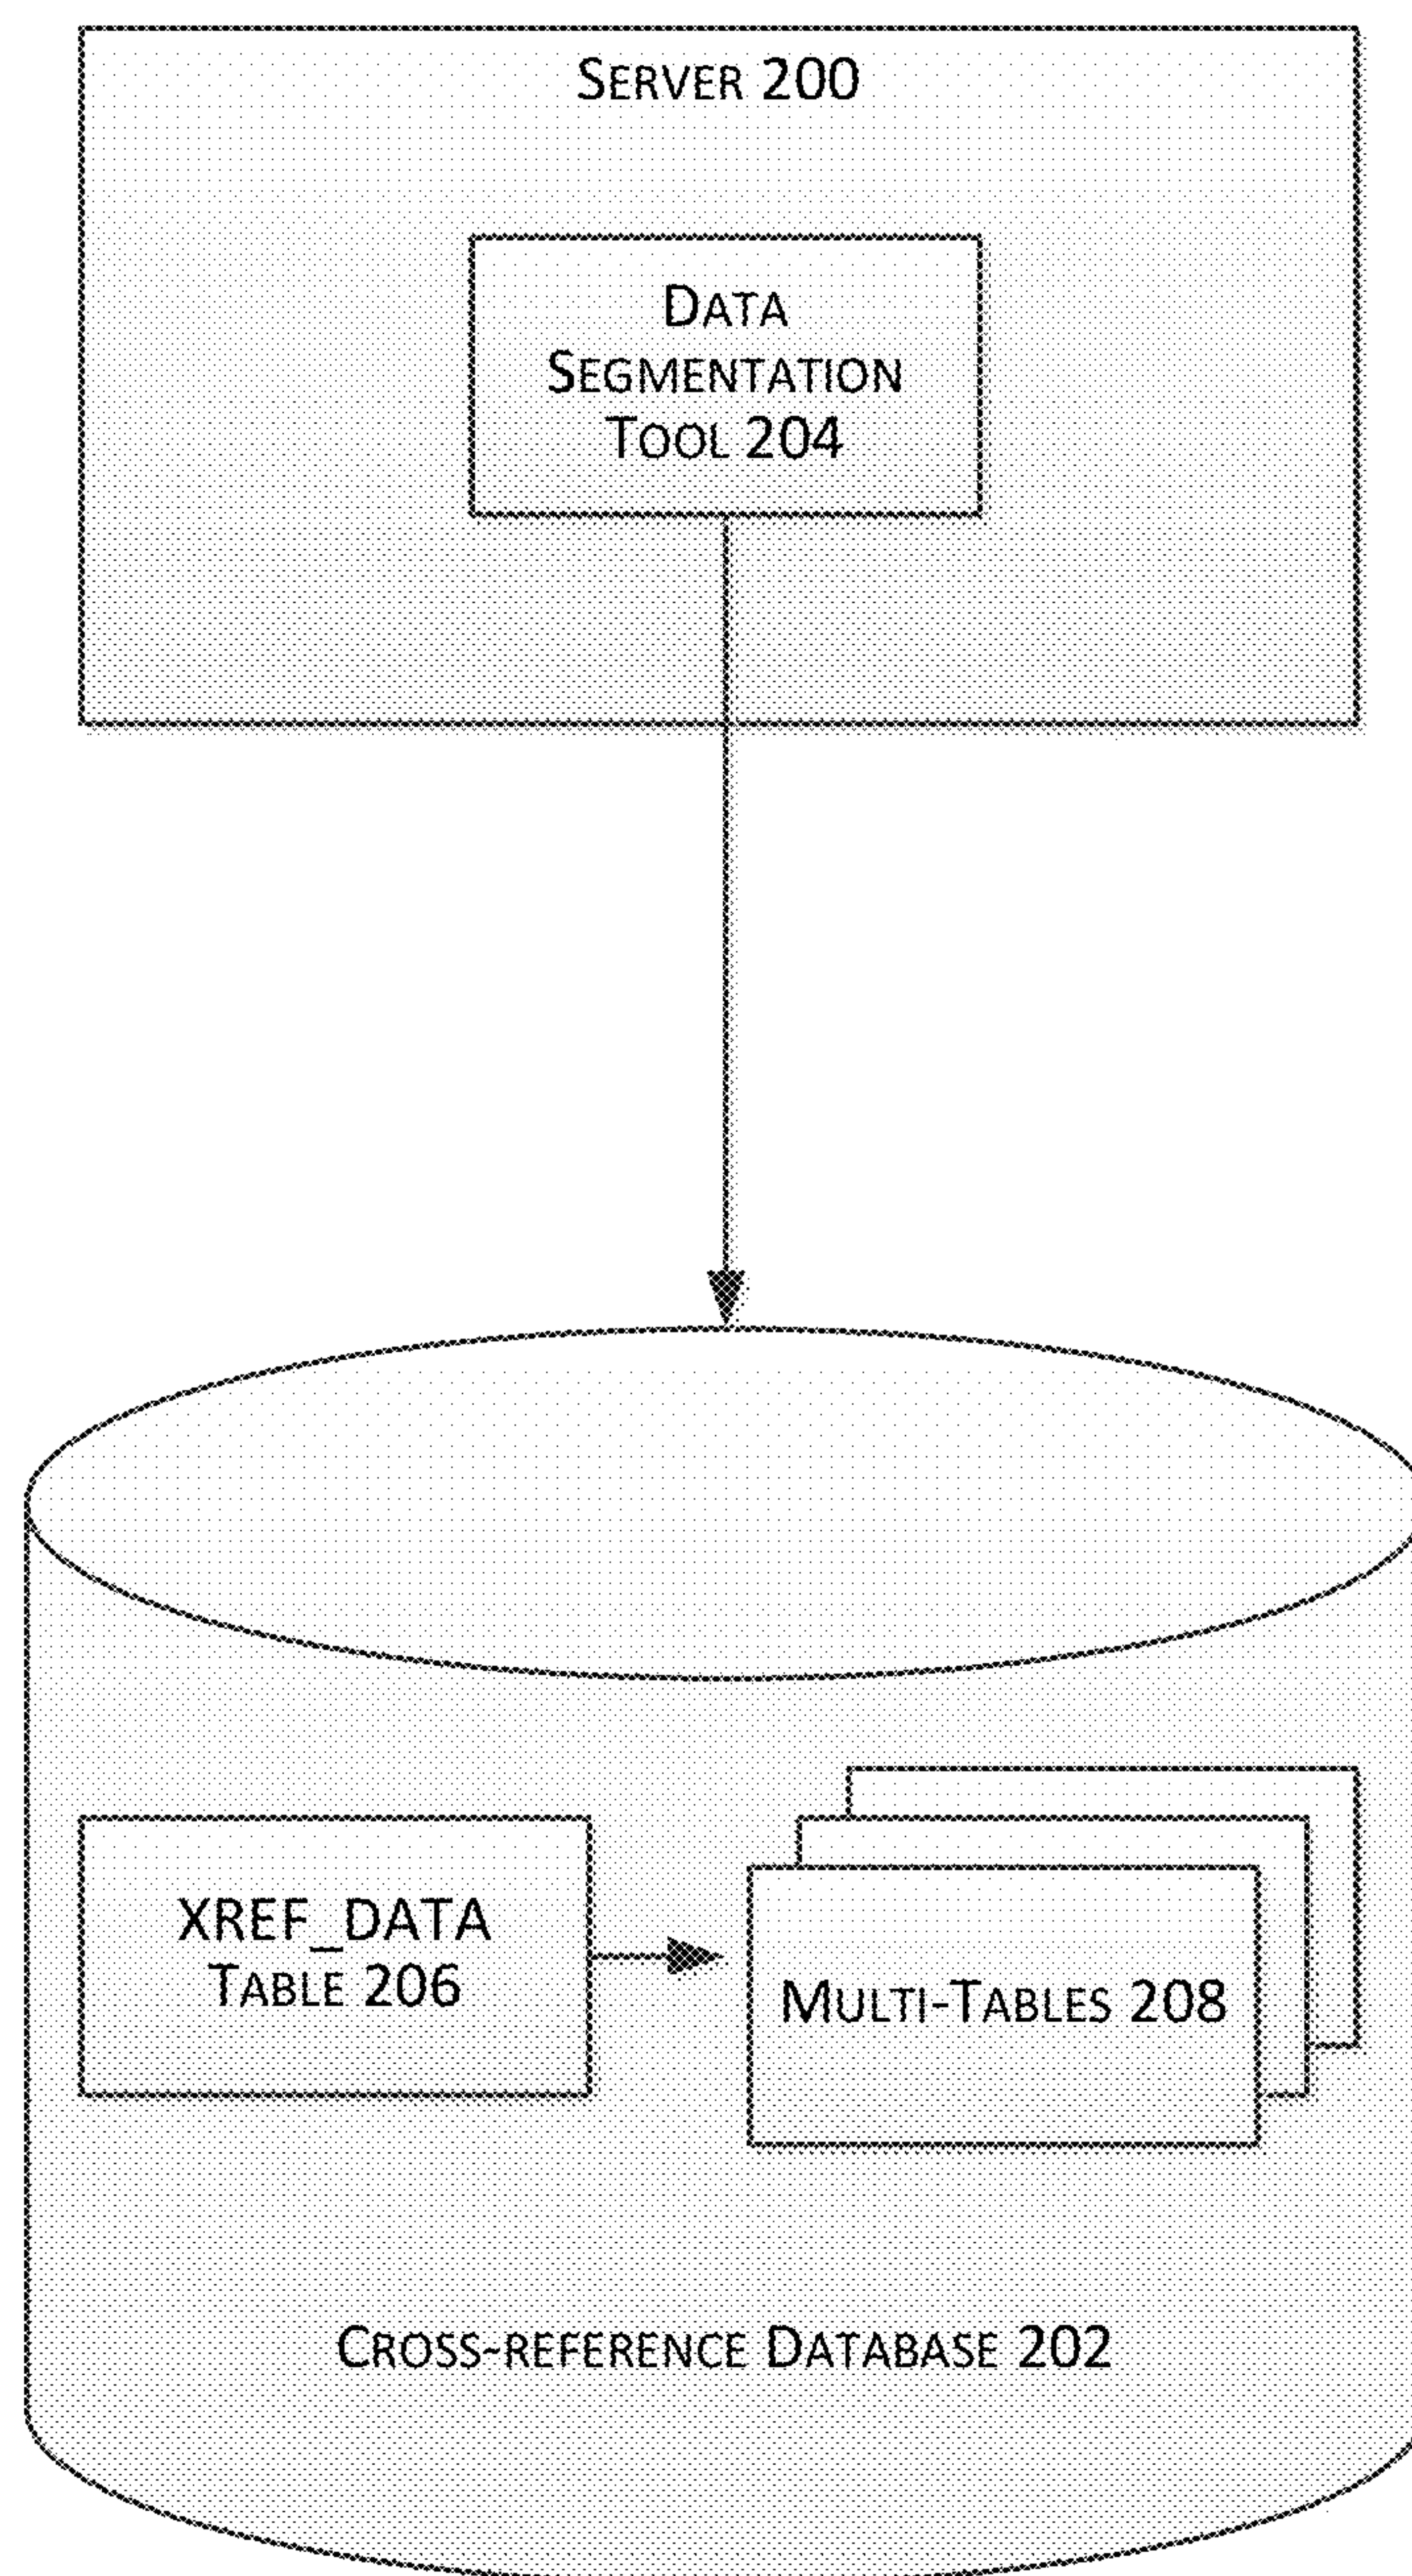 SERVER 200
DATA
SEGMENTATION
TOOL 204
XREF_DATA
TABLE 206
MULTI-TABLES 208
CROSS-REFERENCE DATABASE 202